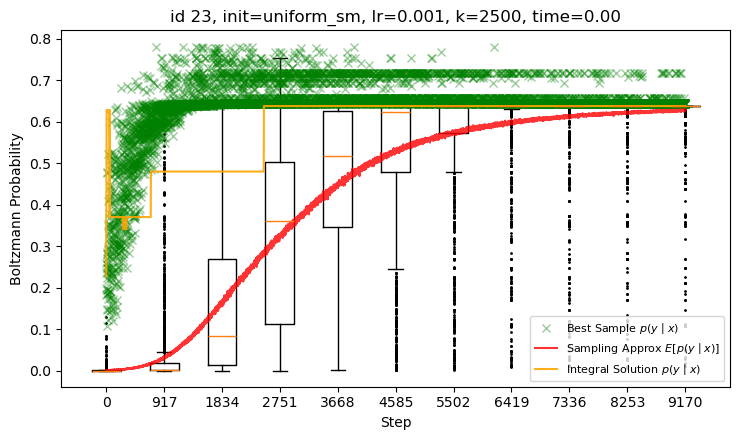 id 23, init=uniform_sm, lr=0.001, k=2500, time=0.00
Boltzmann Probability
0.8
0.7
0.6
0.5
0.4
0.3
0.2
0.1
0.0
Best Sample p(y | x)
Sampling Approx E[p(y | x)]
Integral Solution p(y | x)
0 917 1834 2751 3668 4585 5502 6419 7336 8253 9170
Step